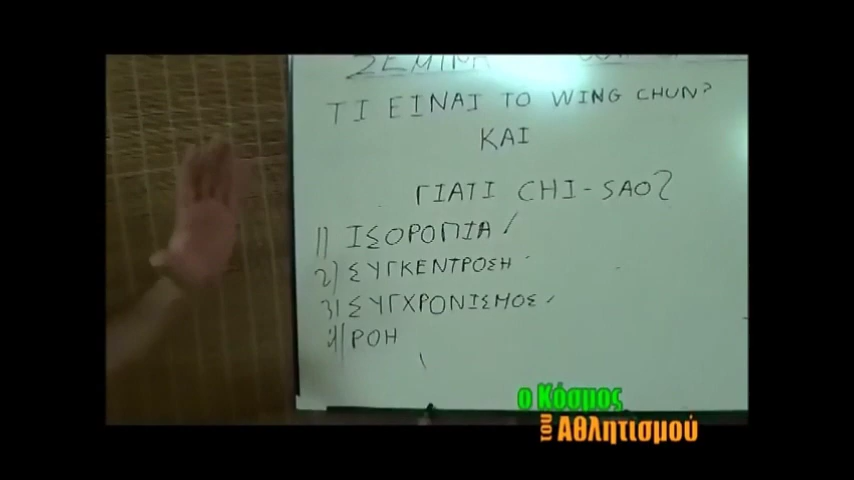 ΤΙ ΕΙΝΑΙ ΤΟ WING CHUN?
ΚΑΙ
ΓΙΑΤΙ CHI-SAO?
1) ΙΣΟΡΟΠΙΑ
2) ΣΥΓΚΕΝΤΡΟΣΗ
3) ΣΥΓΧΡΟΝΙΣΜΟΣ
4) ΡΟΗ
ο Κόσμος
του Αθλητισμού